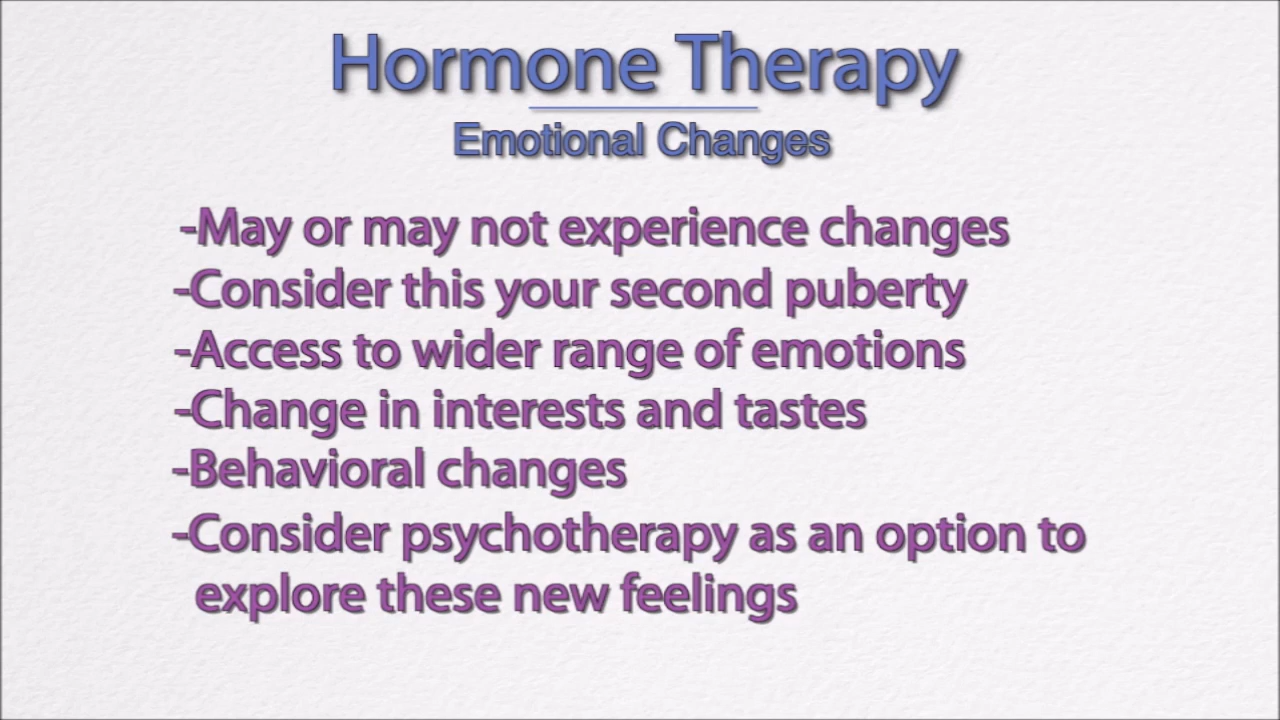 Hormone Therapy
Emotional Changes
-May or may not experience changes
-Consider this your second puberty
-Access to wider range of emotions
-Change in interests and tastes
-Behavioral changes
-Consider psychotherapy as an option to
explore these new feelings